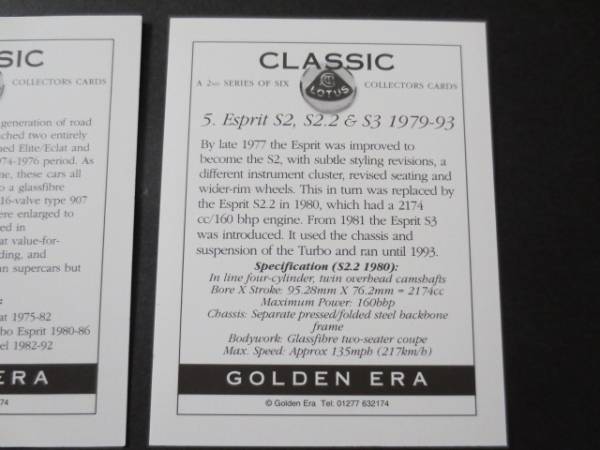 SIC
COLLECTORS CARDS
generation of road
ched two entirely
ned Elite/Eclat and
74-1976 period. As
ne, these cars all
o a glassfibre
16-valve type 907
ere enlarged to
ed in
at value-for-
ding, and
an supercars but
:
at 1975-82
bo Esprit 1980-86
el 1982-92
ERA
74
CLASSIC
A 2ND SERIES OF SIX
LOTUS
COLLECTORS CARDS
5. Esprit S2, S2.2 & S3 1979-93
By late 1977 the Esprit was improved to
become the S2, with subtle styling revisions, a
different instrument cluster, revised seating and
wider-rim wheels. This in turn was replaced by
the Esprit S2.2 in 1980, which had a 2174
cc/160 bhp engine. From 1981 the Esprit S3
was introduced. It used the chassis and
suspension of the Turbo and ran until 1993.
Specification (S2.2 1980):
In line four-cylinder, twin overhead camshafts
Bore X Stroke: 95.28mm X 76.2mm = 2174cc
Maximum Power: 160bhp
Chassis: Separate pressed/folded steel backbone
frame
Bodywork: Glassfibre two-seater coupe
Max. Speed: Approx 135mph (217km/h)
GOLDEN ERA
© Golden Era Tel: 01277 632174